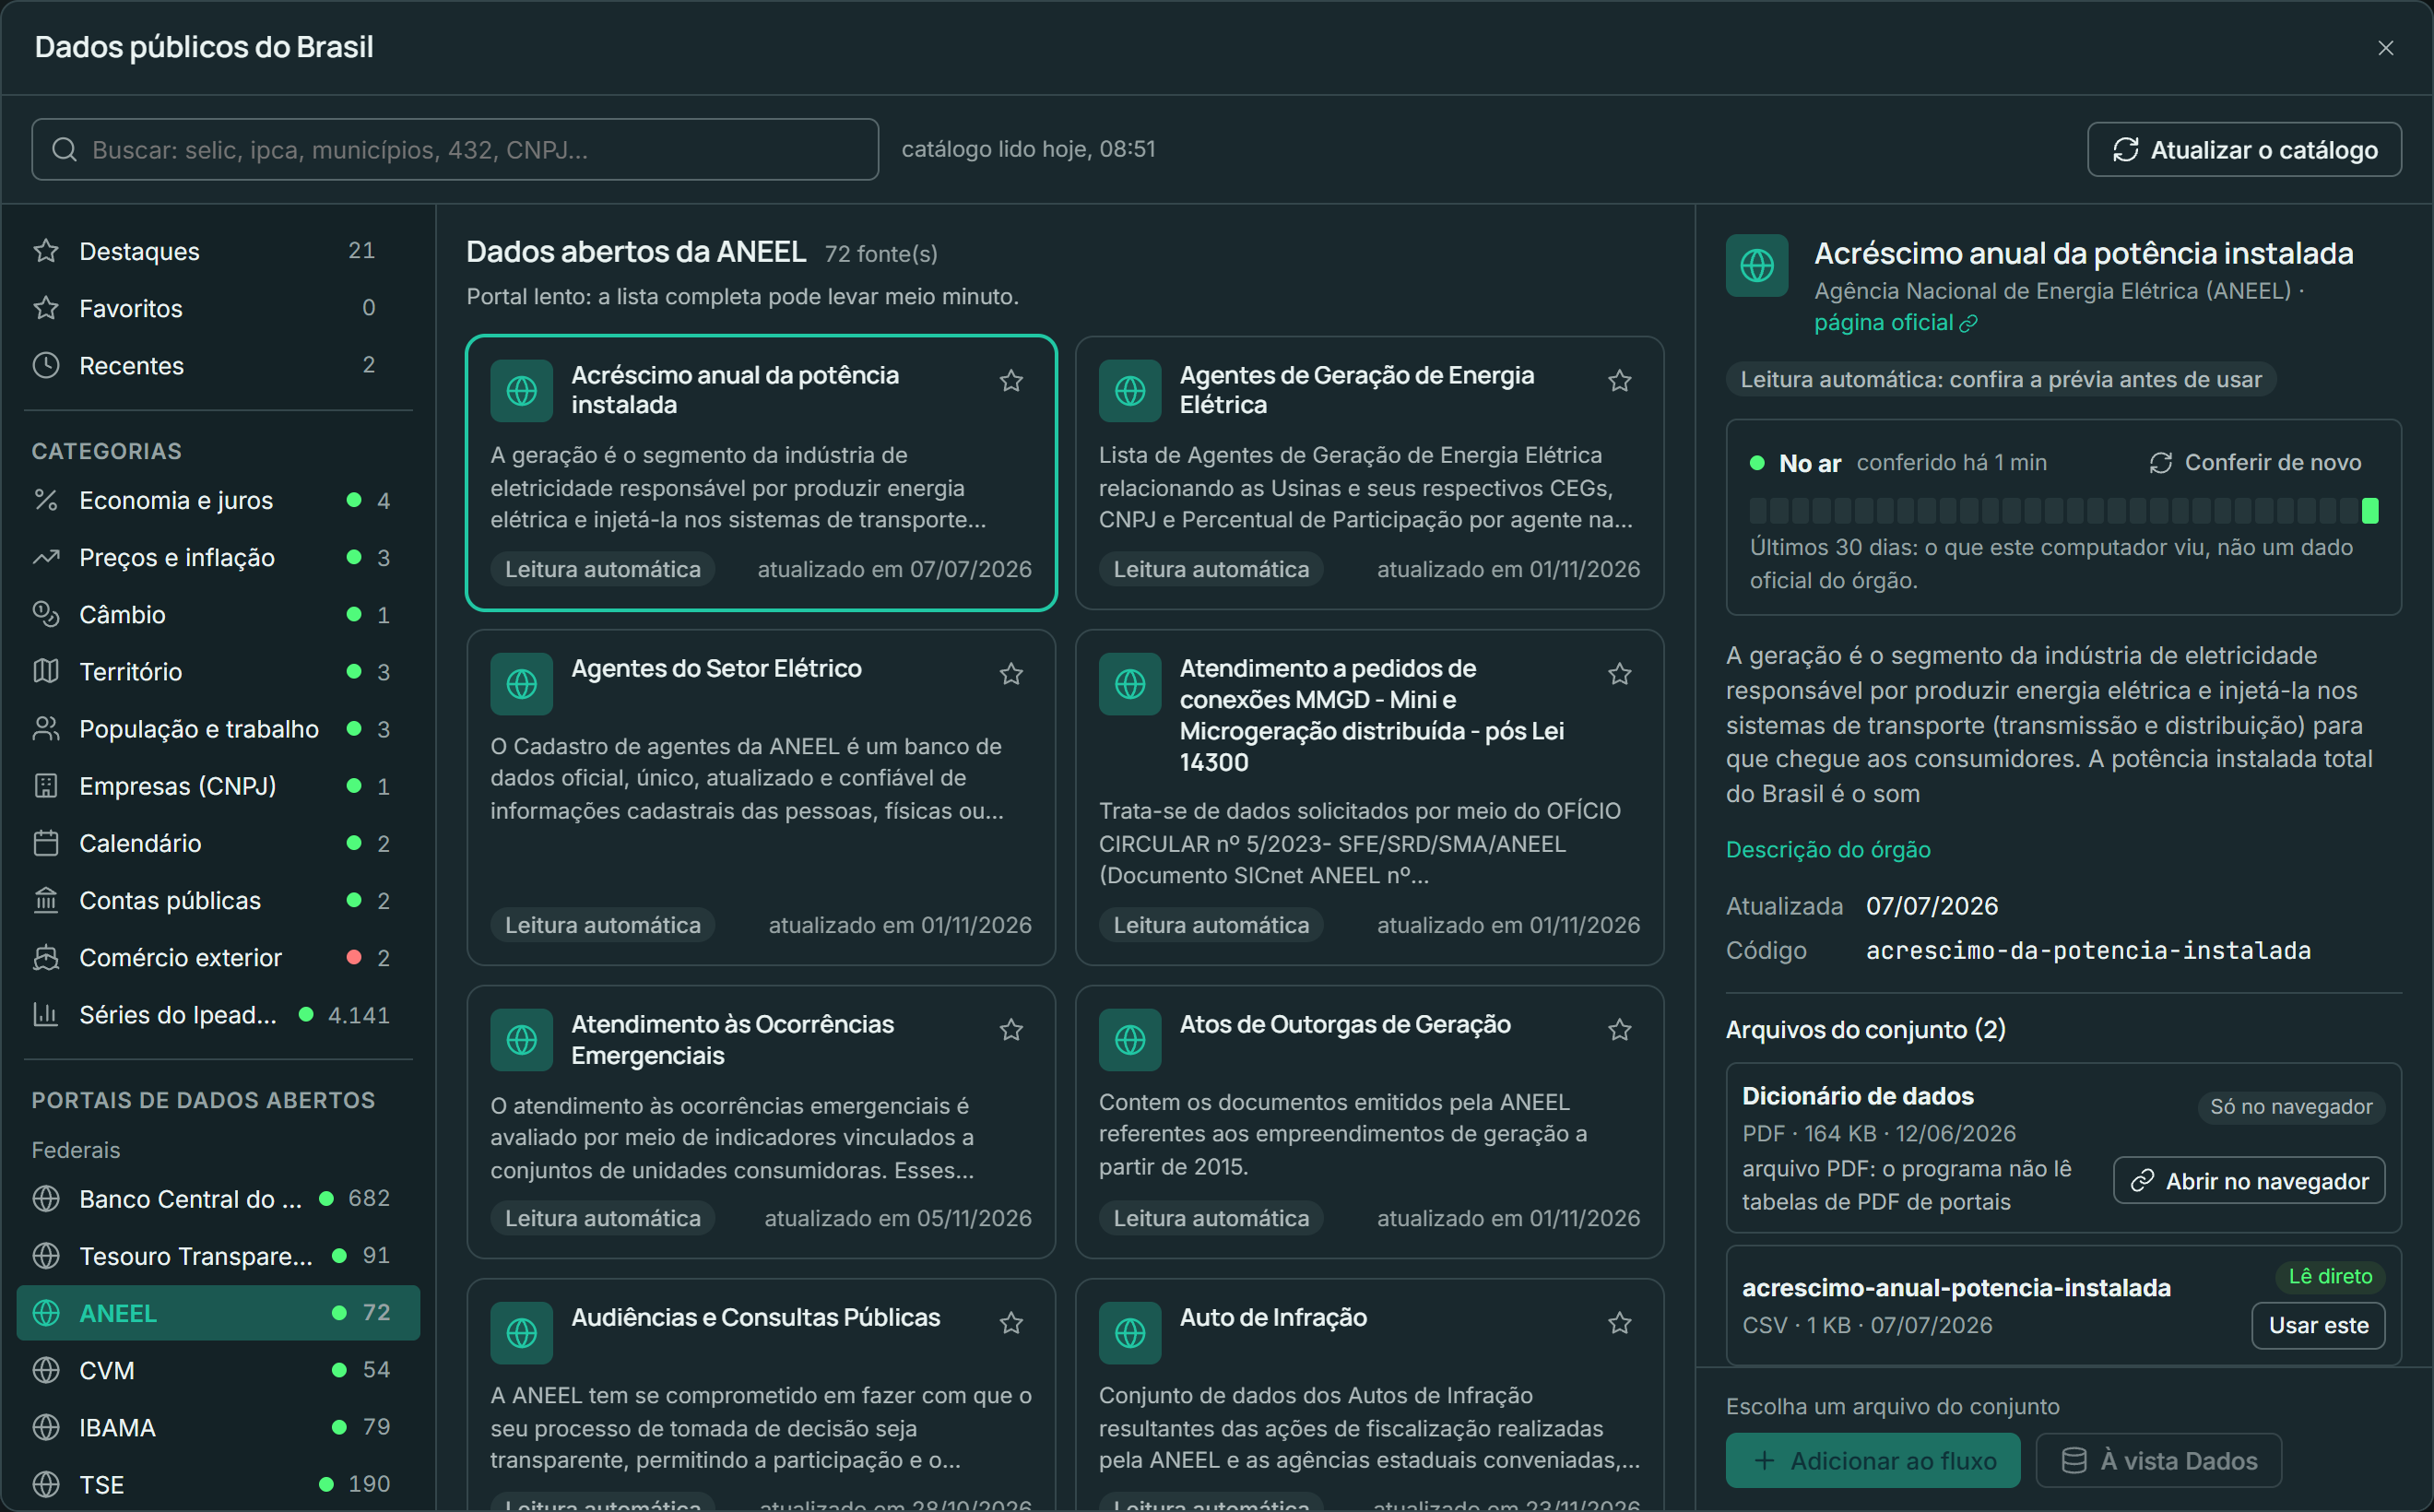 Dados públicos do Brasil
Buscar: selic, ipca, municípios, 432, CNPJ...
catálogo lido hoje, 08:51
Atualizar o catálogo
Destaques 21
Favoritos 0
Recentes 2
CATEGORIAS
Economia e juros 4
Preços e inflação 3
Câmbio 1
Território 3
População e trabalho 3
Empresas (CNPJ) 1
Calendário 2
Contas públicas 2
Comércio exterior 2
Séries do Ipead... 4.141
PORTAIS DE DADOS ABERTOS
Federais
Banco Central do ... 682
Tesouro Transpare... 91
ANEEL 72
CVM 54
IBAMA 79
TSE 190
Dados abertos da ANEEL 72 fonte(s)
Portal lento: a lista completa pode levar meio minuto.
Acréscimo anual da potência
instalada
A geração é o segmento da indústria de
eletricidade responsável por produzir energia
elétrica e injetá-la nos sistemas de transporte...
Leitura automática atualizado em 07/07/2026
Agentes de Geração de Energia
Elétrica
Lista de Agentes de Geração de Energia Elétrica
relacionando as Usinas e seus respectivos CEGs,
CNPJ e Percentual de Participação por agente na...
Leitura automática atualizado em 01/11/2026
Agentes do Setor Elétrico
O Cadastro de agentes da ANEEL é um banco de
dados oficial, único, atualizado e confiável de
informações cadastrais das pessoas, físicas ou...
Leitura automática atualizado em 01/11/2026
Atendimento a pedidos de
conexões MMGD - Mini e
Microgeração distribuída - pós Lei
14300
Trata-se de dados solicitados por meio do OFÍCIO
CIRCULAR nº 5/2023- SFE/SRD/SMA/ANEEL
(Documento SICnet ANEEL nº...
Leitura automática atualizado em 01/11/2026
Atendimento às Ocorrências
Emergenciais
O atendimento às ocorrências emergenciais é
avaliado por meio de indicadores vinculados a
conjuntos de unidades consumidoras. Esses...
Leitura automática atualizado em 05/11/2026
Atos de Outorgas de Geração
Contem os documentos emitidos pela ANEEL
referentes aos empreendimentos de geração a
partir de 2015.
Leitura automática atualizado em 01/11/2026
Audiências e Consultas Públicas
A ANEEL tem se comprometido em fazer com que o
seu processo de tomada de decisão seja
transparente, permitindo a participação e o...
Leitura automática atualizado em 28/10/2026
Auto de Infração
Conjunto de dados dos Autos de Infração
resultantes das ações de fiscalização realizadas
pela ANEEL e as agências estaduais conveniadas,...
Leitura automática atualizado em 23/11/2026
Acréscimo anual da potência instalada
Agência Nacional de Energia Elétrica (ANEEL) ·
página oficial
Leitura automática: confira a prévia antes de usar
No ar conferido há 1 min Conferir de novo
Últimos 30 dias: o que este computador viu, não um dado
oficial do órgão.
A geração é o segmento da indústria de eletricidade
responsável por produzir energia elétrica e injetá-la nos
sistemas de transporte (transmissão e distribuição) para
que chegue aos consumidores. A potência instalada total
do Brasil é o som
Descrição do órgão
Atualizada 07/07/2026
Código acrescimo-da-potencia-instalada
Arquivos do conjunto (2)
Dicionário de dados
Só no navegador
PDF · 164 KB · 12/06/2026
arquivo PDF: o programa não lê
tabelas de PDF de portais
Abrir no navegador
acrescimo-anual-potencia-instalada
Lê direto
CSV · 1 KB · 07/07/2026
Usar este
Escolha um arquivo do conjunto
Adicionar ao fluxo
À vista Dados